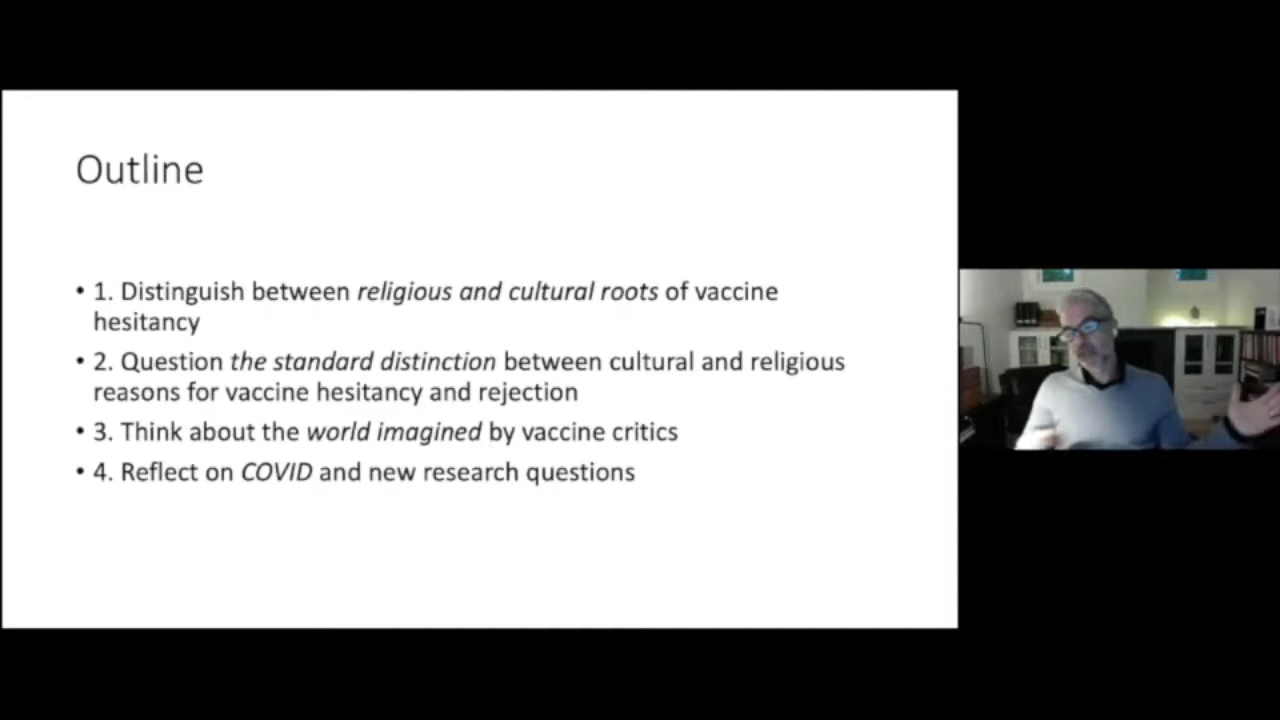 Outline
• 1. Distinguish between religious and cultural roots of vaccine
hesitancy
• 2. Question the standard distinction between cultural and religious
reasons for vaccine hesitancy and rejection
• 3. Think about the world imagined by vaccine critics
• 4. Reflect on COVID and new research questions